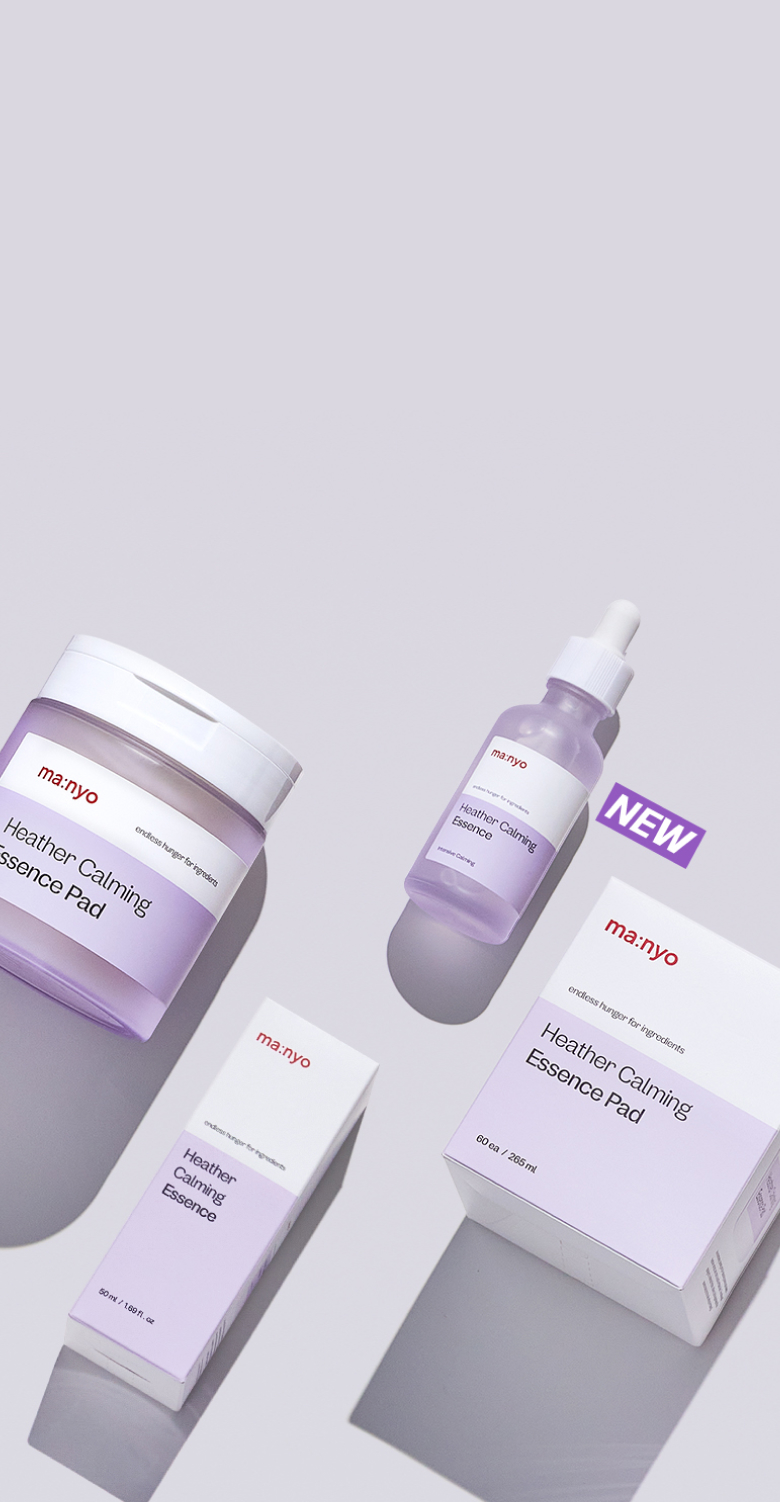 ma:nyo
endless hunger for ingredients
Heather Calming
Essence Pad
ma:nyo
endless hunger for ingredients
Heather Calming
Essence
Intensive Calming
NEW
ma:nyo
endless hunger for ingredients
Heather Calming
Essence Pad
60 ea / 265 ml
ma:nyo
endless hunger for ingredients
Heather
Calming
Essence
50 ml / 1.69 fl. oz